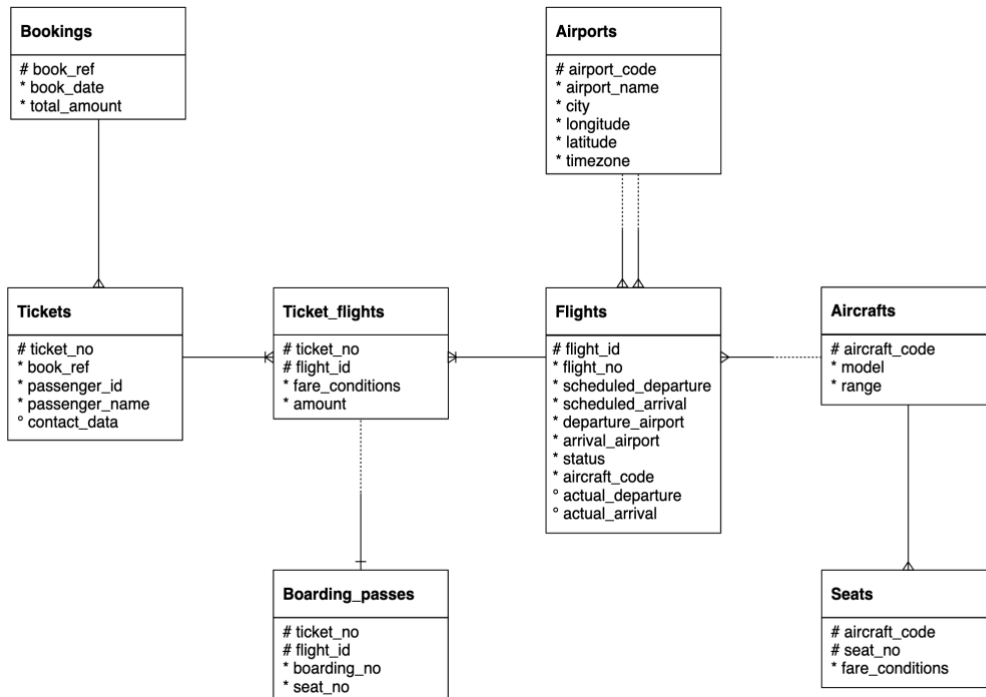 Bookings
# book_ref
* book_date
* total_amount
Airports
# airport_code
* airport_name
* city
* longitude
* latitude
* timezone
Tickets
# ticket_no
* book_ref
* passenger_id
* passenger_name
° contact_data
Ticket_flights
# ticket_no
# flight_id
* fare_conditions
* amount
Flights
# flight_id
* flight_no
* scheduled_departure
* scheduled_arrival
* departure_airport
* arrival_airport
* status
* aircraft_code
° actual_departure
° actual_arrival
Aircrafts
# aircraft_code
* model
* range
Boarding_passes
# ticket_no
# flight_id
* boarding_no
* seat_no
Seats
# aircraft_code
# seat_no
* fare_conditions